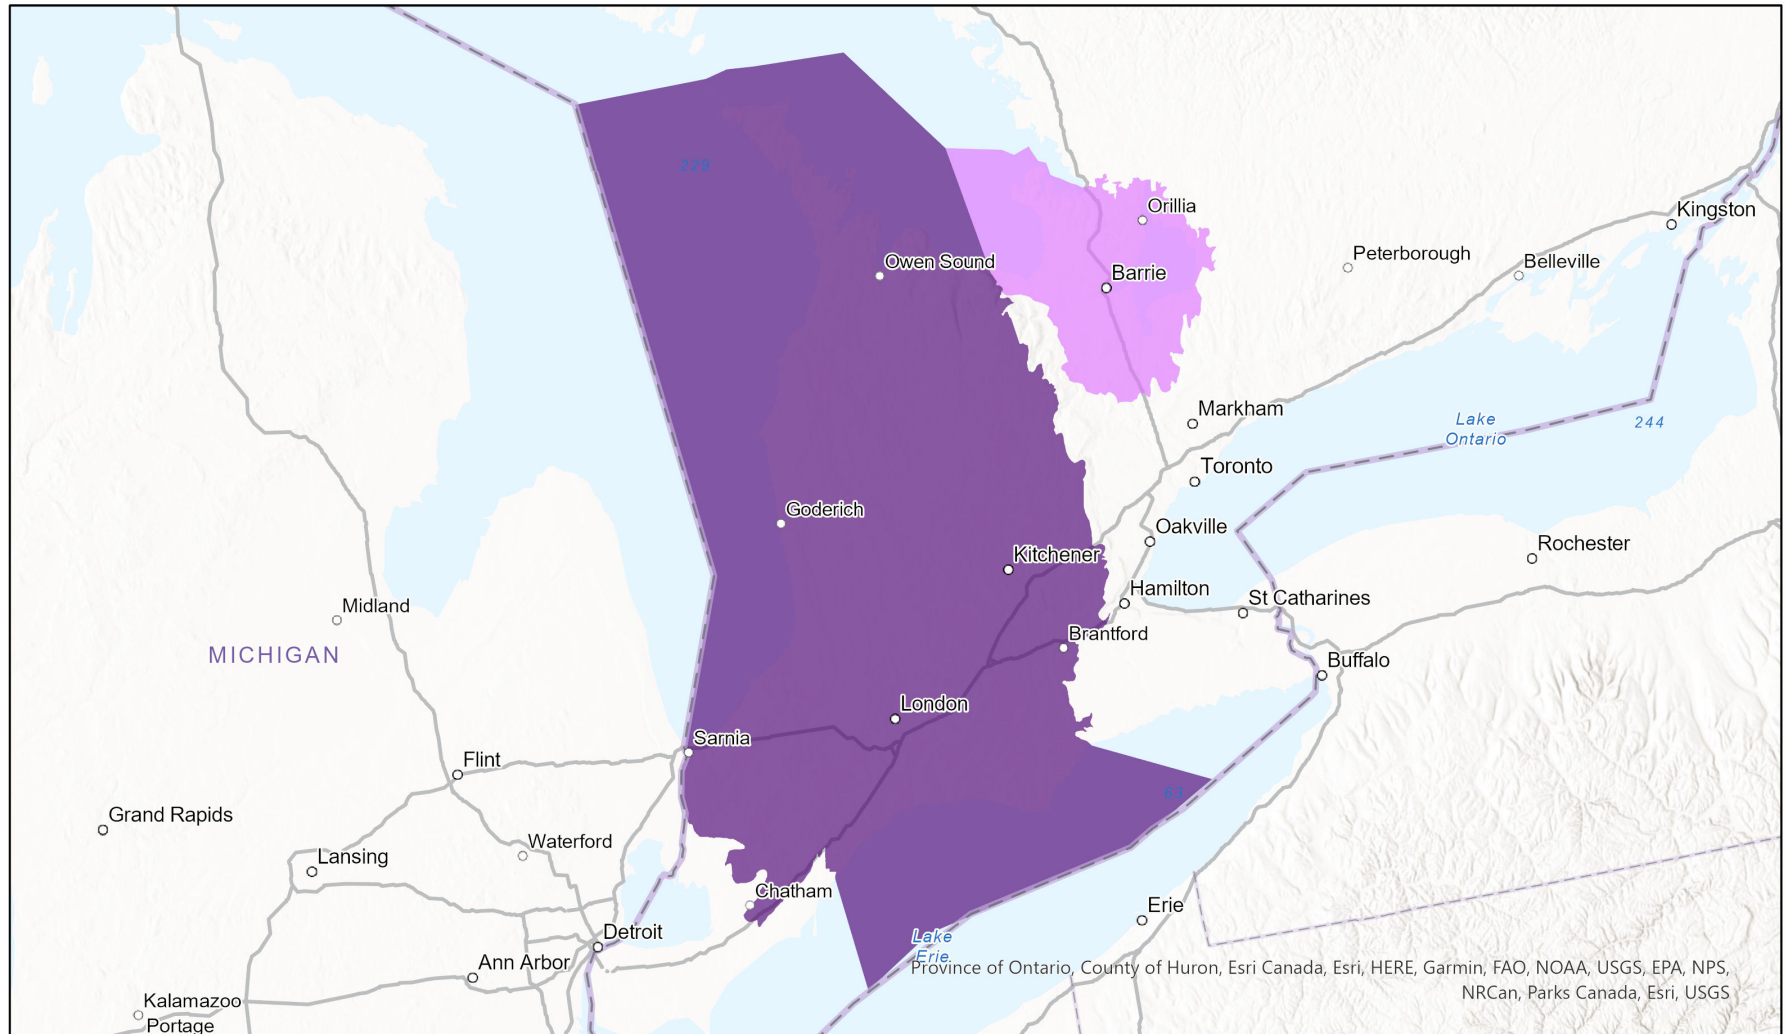 229
Orillia
Kingston
Owen Sound
Barrie
Peterborough
Belleville
Markham
Lake
Ontario
244
Toronto
Goderich
Oakville
Kitchener
Rochester
Hamilton
St Catharines
Midland
Brantford
MICHIGAN
Buffalo
London
Sarnia
Flint
63
Grand Rapids
Waterford
Lansing
Chatham
Erie
Detroit
Lake
Erie
Ann Arbor
Province of Ontario, County of Huron, Esri Canada, Esri, HERE, Garmin, FAO, NOAA, USGS, EPA, NPS,
NRCan, Parks Canada, Esri, USGS
Kalamazoo
Portage